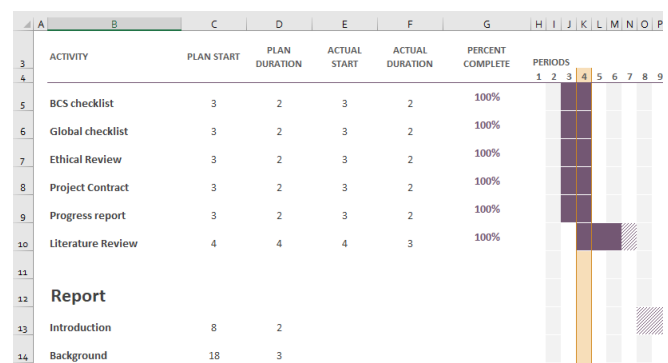 A B C D E F G H I J K L M N O P
3 ACTIVITY PLAN START PLAN DURATION ACTUAL START ACTUAL DURATION PERCENT COMPLETE PERIODS
4 1 2 3 4 5 6 7 8 9
5 BCS checklist 3 2 3 2 100%
6 Global checklist 3 2 3 2 100%
7 Ethical Review 3 2 3 2 100%
8 Project Contract 3 2 3 2 100%
9 Progress report 3 2 3 2 100%
10 Literature Review 4 4 4 3 100%
11
12 Report
13 Introduction 8 2
14 Background 18 3